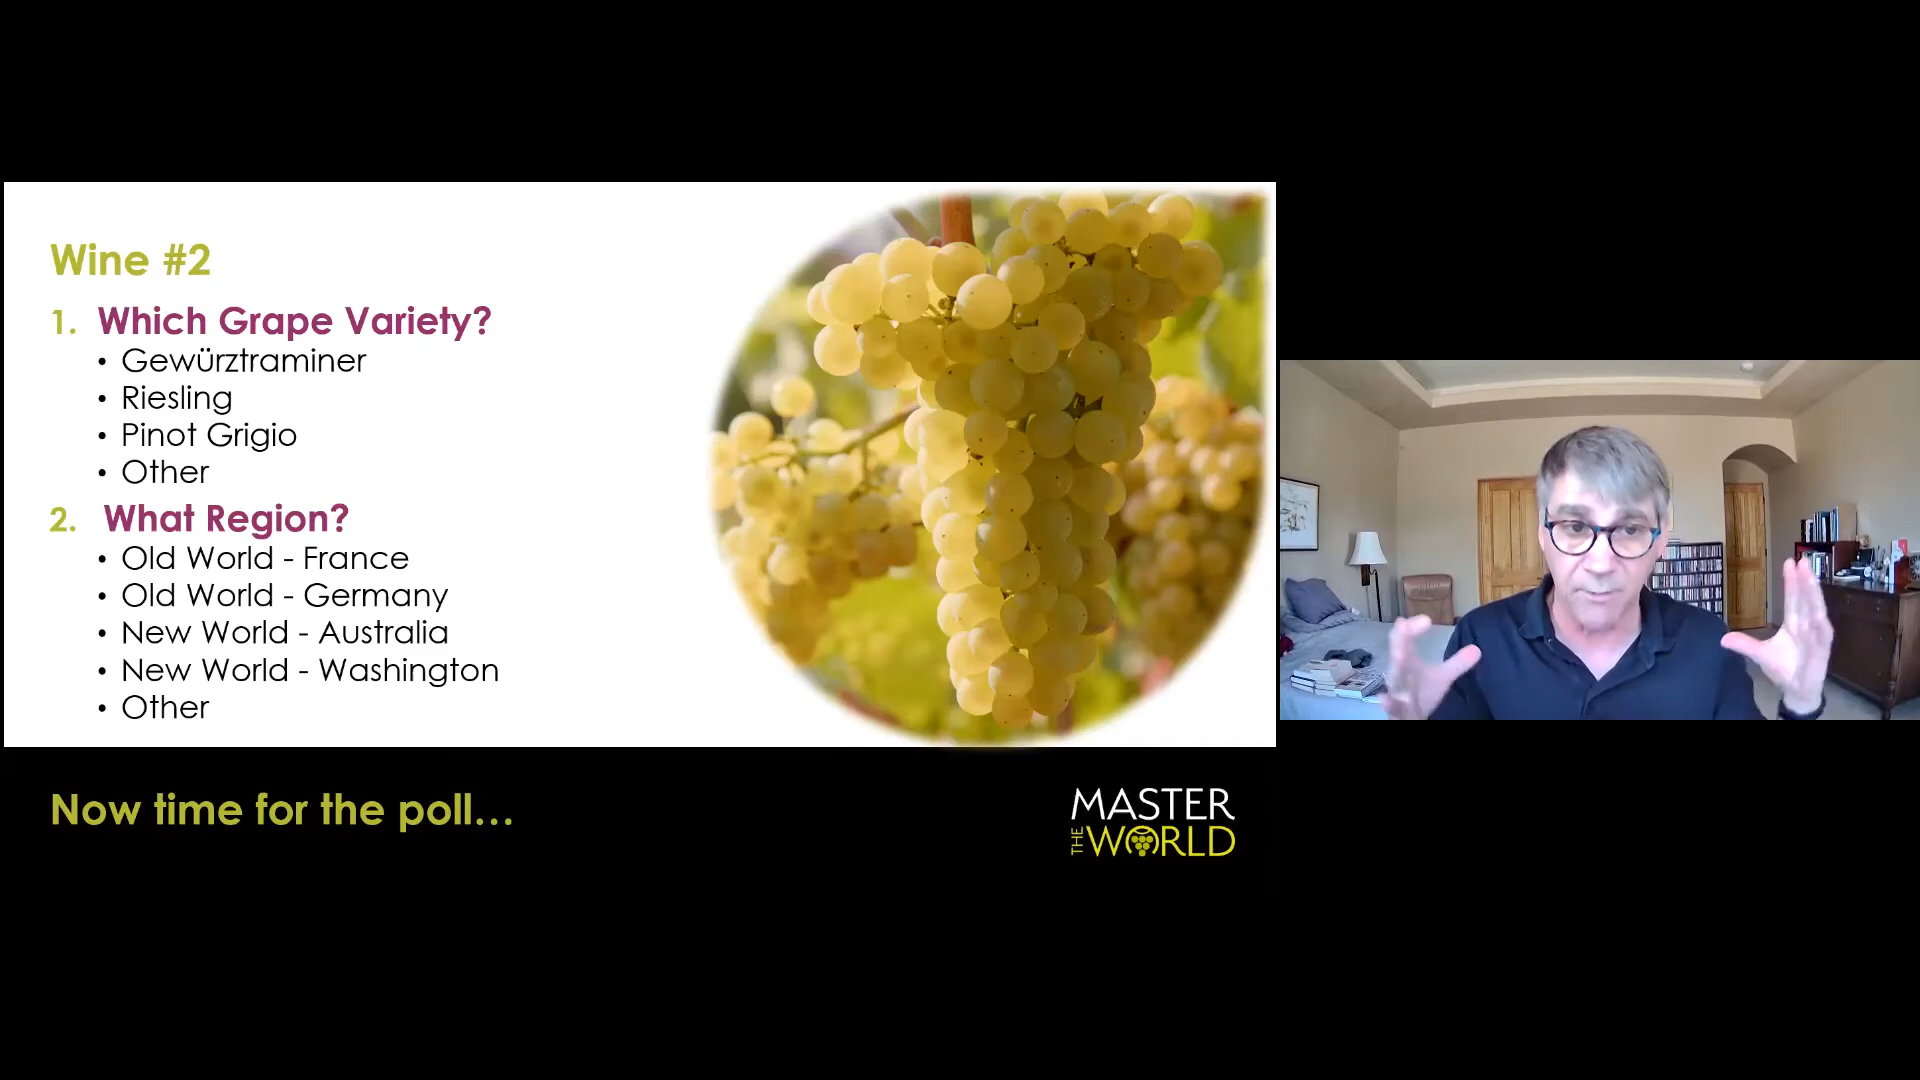 Wine #2
1. Which Grape Variety?
• Gewürztraminer
• Riesling
• Pinot Grigio
• Other
2. What Region?
• Old World - France
• Old World - Germany
• New World - Australia
• New World - Washington
• Other
Now time for the poll...
MASTER
THE WORLD